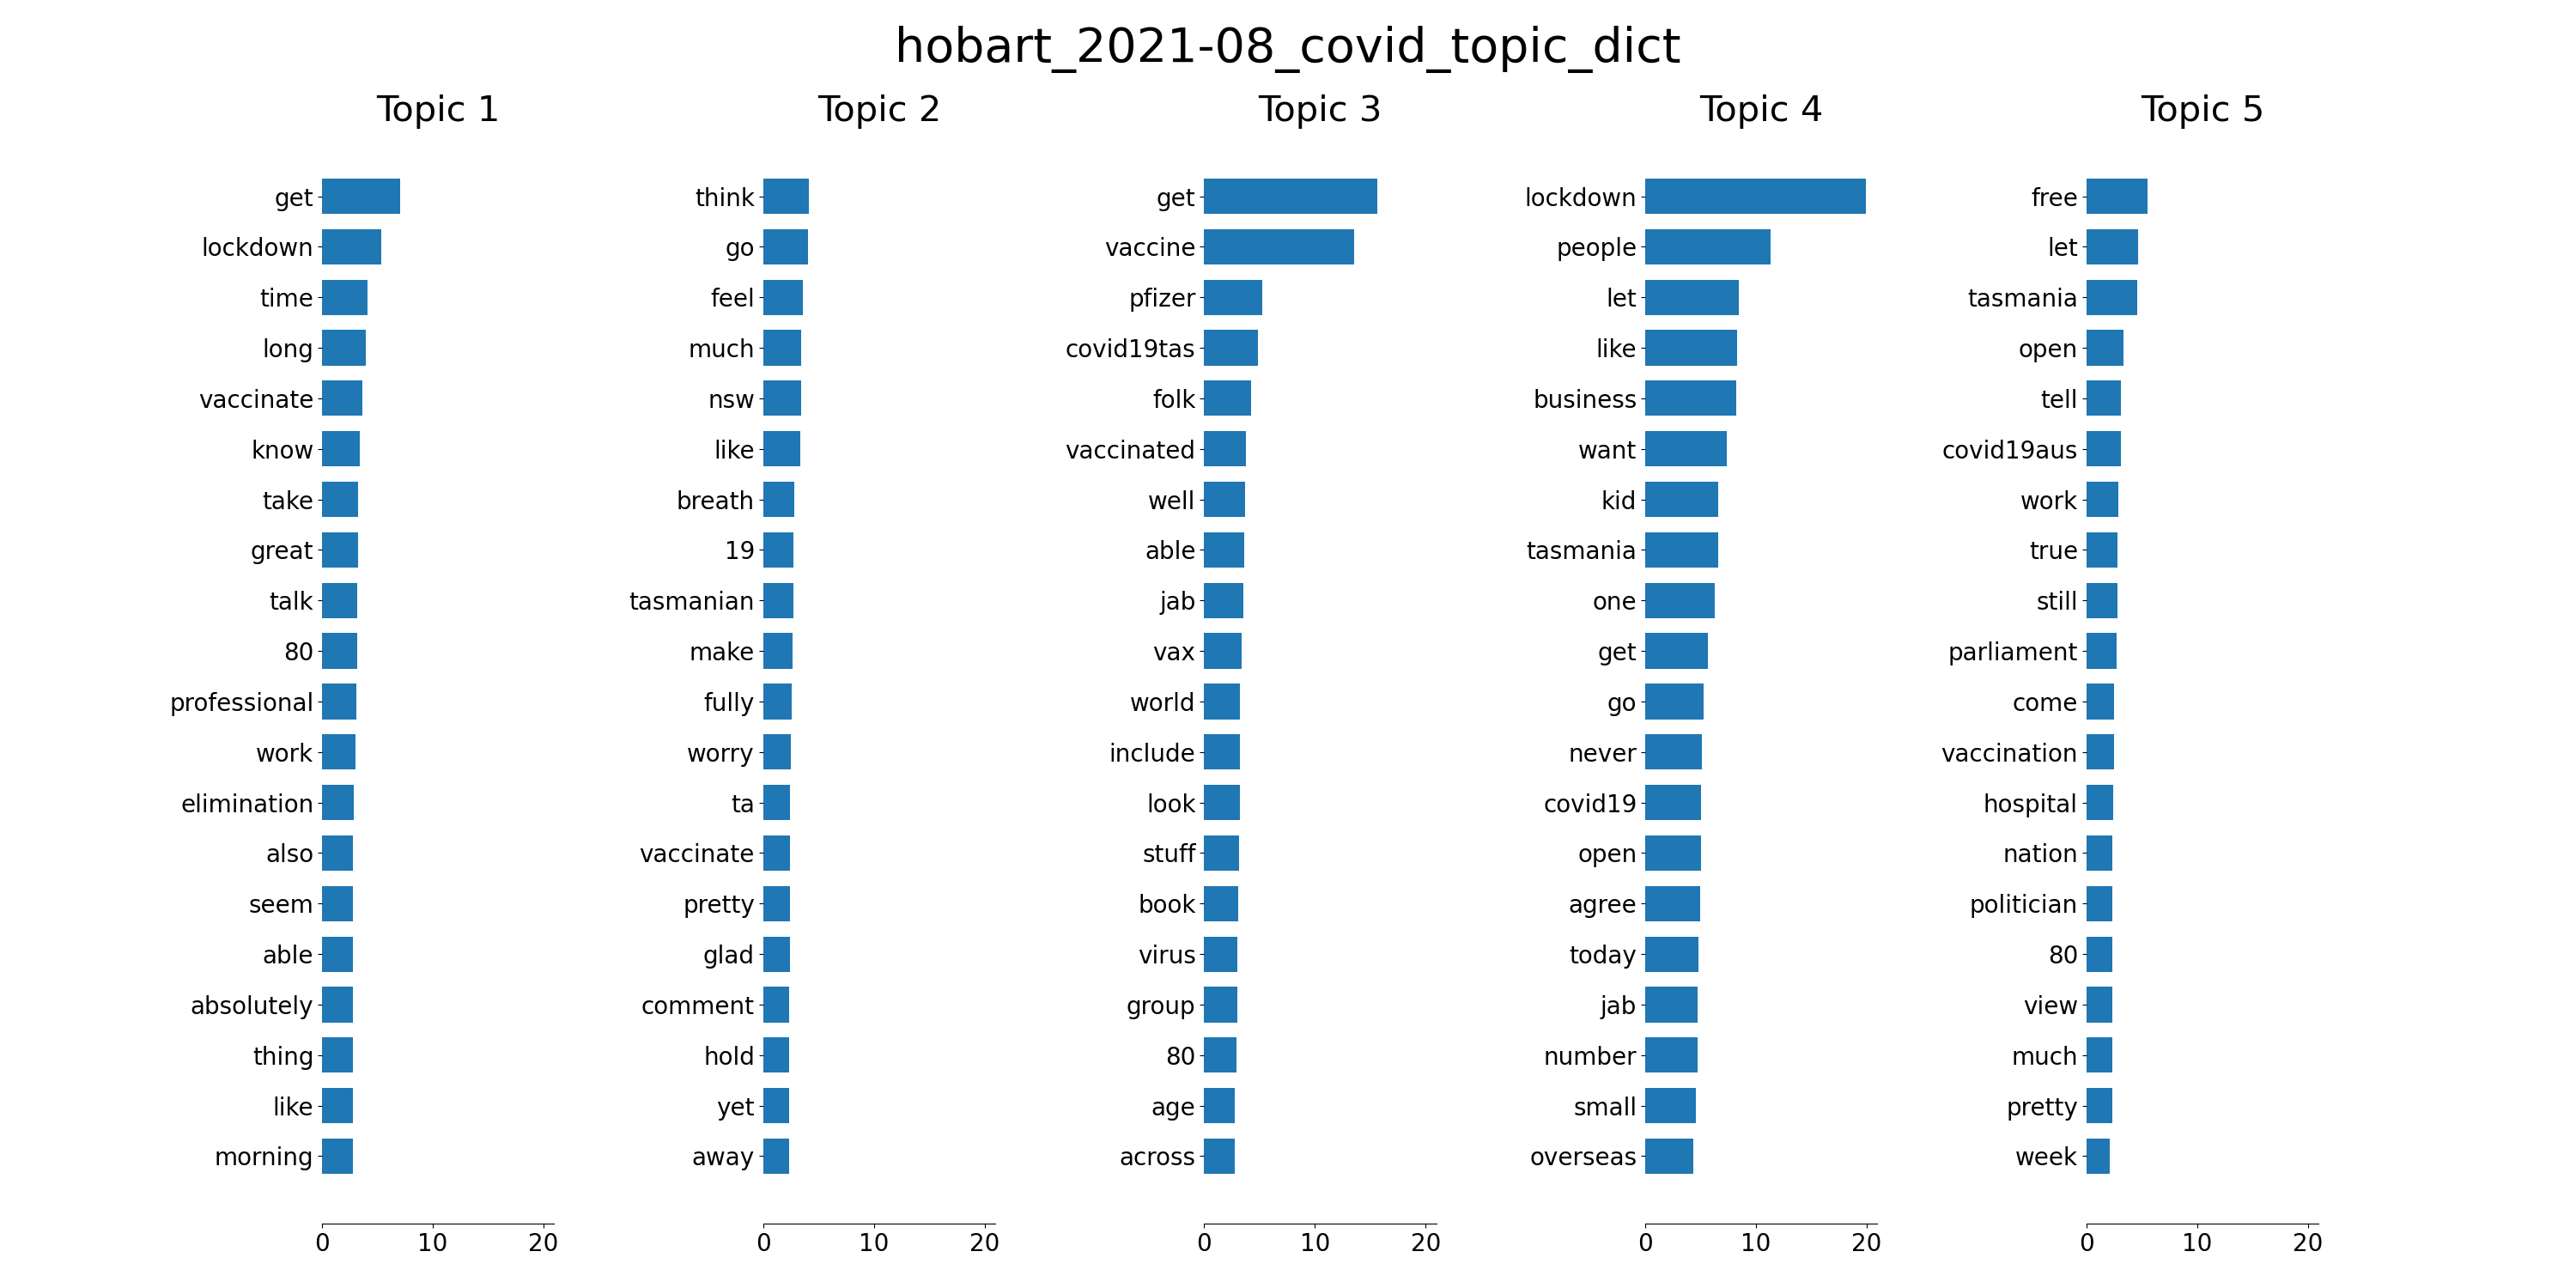 hobart_2021-08_covid_topic_dict
Topic 1
get
lockdown
time
long
vaccinate
know
take
great
talk
80
professional
work
elimination
also
seem
able
absolutely
thing
like
morning
0 10 20
Topic 2
think
go
feel
much
nsw
like
breath
19
tasmanian
make
fully
worry
ta
vaccinate
pretty
glad
comment
hold
yet
away
0 10 20
Topic 3
get
vaccine
pfizer
covid19tas
folk
vaccinated
well
able
jab
vax
world
include
look
stuff
book
virus
group
80
age
across
0 10 20
Topic 4
lockdown
people
let
like
business
want
kid
tasmania
one
get
go
never
covid19
open
agree
today
jab
number
small
overseas
0 10 20
Topic 5
free
let
tasmania
open
tell
covid19aus
work
true
still
parliament
come
vaccination
hospital
nation
politician
80
view
much
pretty
week
0 10 20